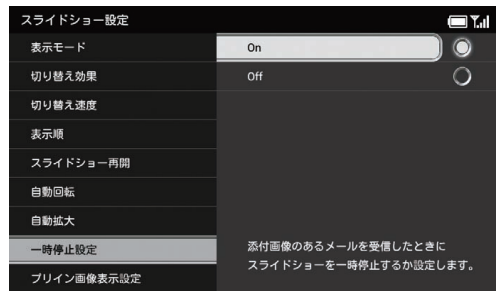 スライドショー設定
表示モード
切り替え効果
切り替え速度
表示順
スライドショー再開
自動回転
自動拡大
一時停止設定
プリイン画像表示設定
On
Off
添付画像のあるメールを受信したときに
スライドショーを一時停止するか設定します。